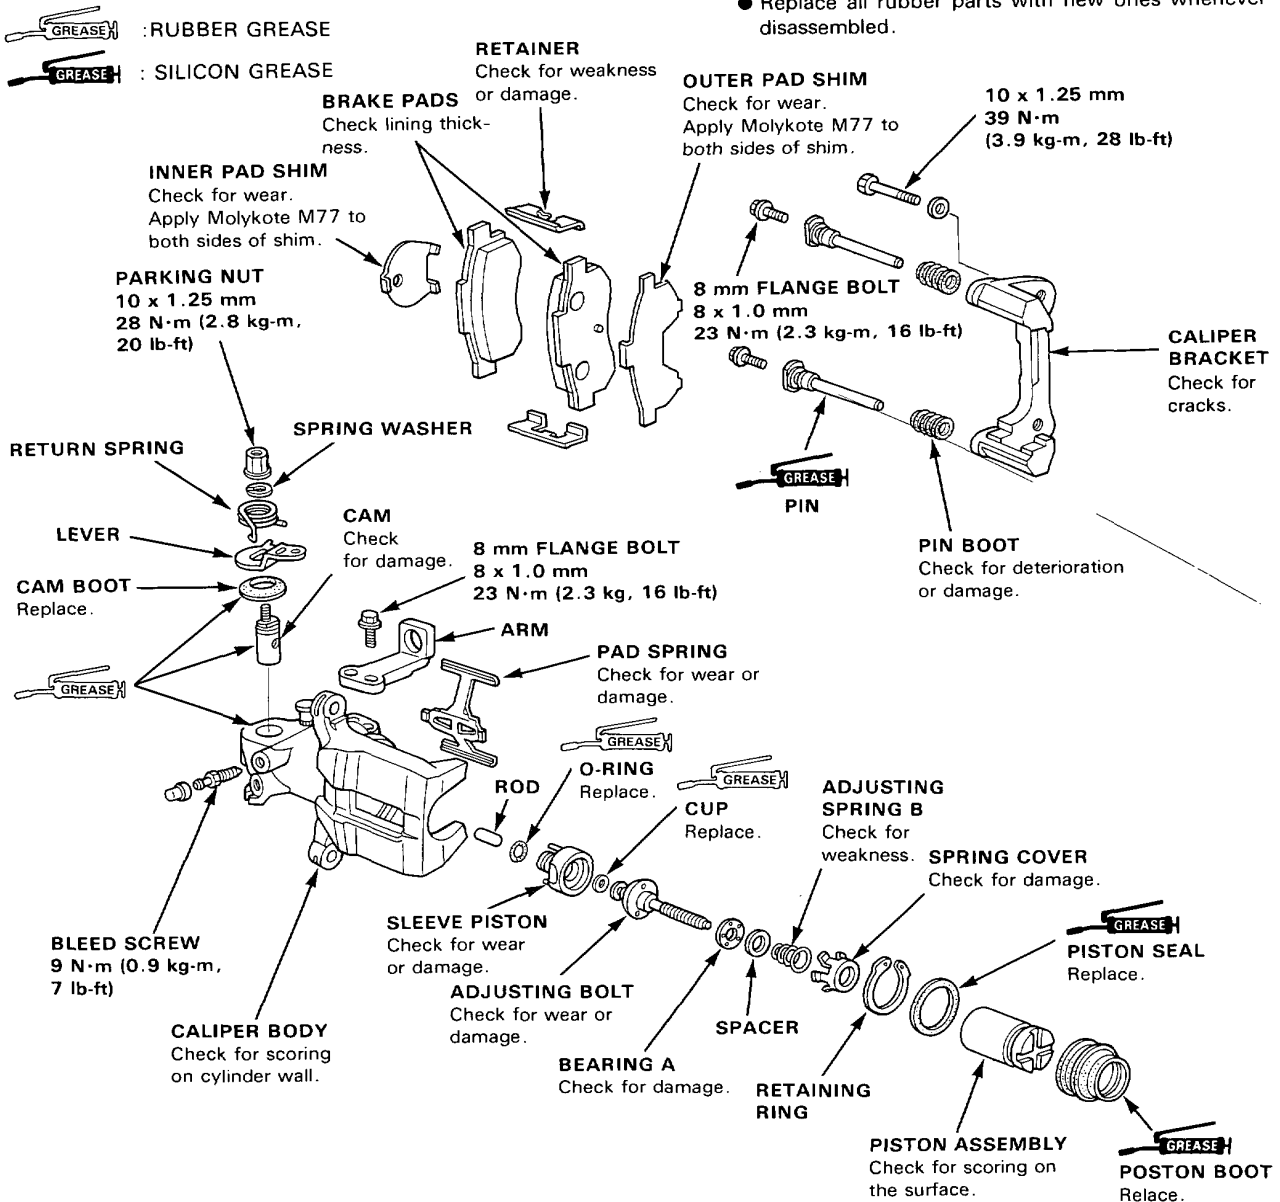 ● Replace all rubber parts with new ones whenever
disassembled.
GREASE :RUBBER GREASE
GREASE : SILICON GREASE
RETAINER
Check for weakness
or damage.
BRAKE PADS
Check lining thick-
ness.
OUTER PAD SHIM
Check for wear.
Apply Molykote M77 to
both sides of shim.
10 x 1.25 mm
39 N·m
(3.9 kg-m, 28 lb-ft)
INNER PAD SHIM
Check for wear.
Apply Molykote M77 to
both sides of shim.
PARKING NUT
10 x 1.25 mm
28 N·m (2.8 kg-m,
20 lb-ft)
8 mm FLANGE BOLT
8 x 1.0 mm
23 N·m (2.3 kg-m, 16 lb-ft)
CALIPER
BRACKET
Check for
cracks.
RETURN SPRING
SPRING WASHER
GREASE
PIN
LEVER
CAM
Check
for damage.
8 mm FLANGE BOLT
8 x 1.0 mm
23 N·m (2.3 kg, 16 lb-ft)
PIN BOOT
Check for deterioration
or damage.
CAM BOOT
Replace.
ARM
PAD SPRING
Check for wear or
damage.
GREASE
GREASE
O-RING
Replace.
ROD
GREASE
CUP
Replace.
ADJUSTING
SPRING B
Check for
weakness.
SPRING COVER
Check for damage.
GREASE
PISTON SEAL
Replace.
BLEED SCREW
9 N·m (0.9 kg-m,
7 lb-ft)
SLEEVE PISTON
Check for wear
or damage.
ADJUSTING BOLT
Check for wear or
damage.
CALIPER BODY
Check for scoring
on cylinder wall.
SPACER
BEARING A
Check for damage.
RETAINING
RING
PISTON ASSEMBLY
Check for scoring on
the surface.
GREASE
POSTON BOOT
Relace.